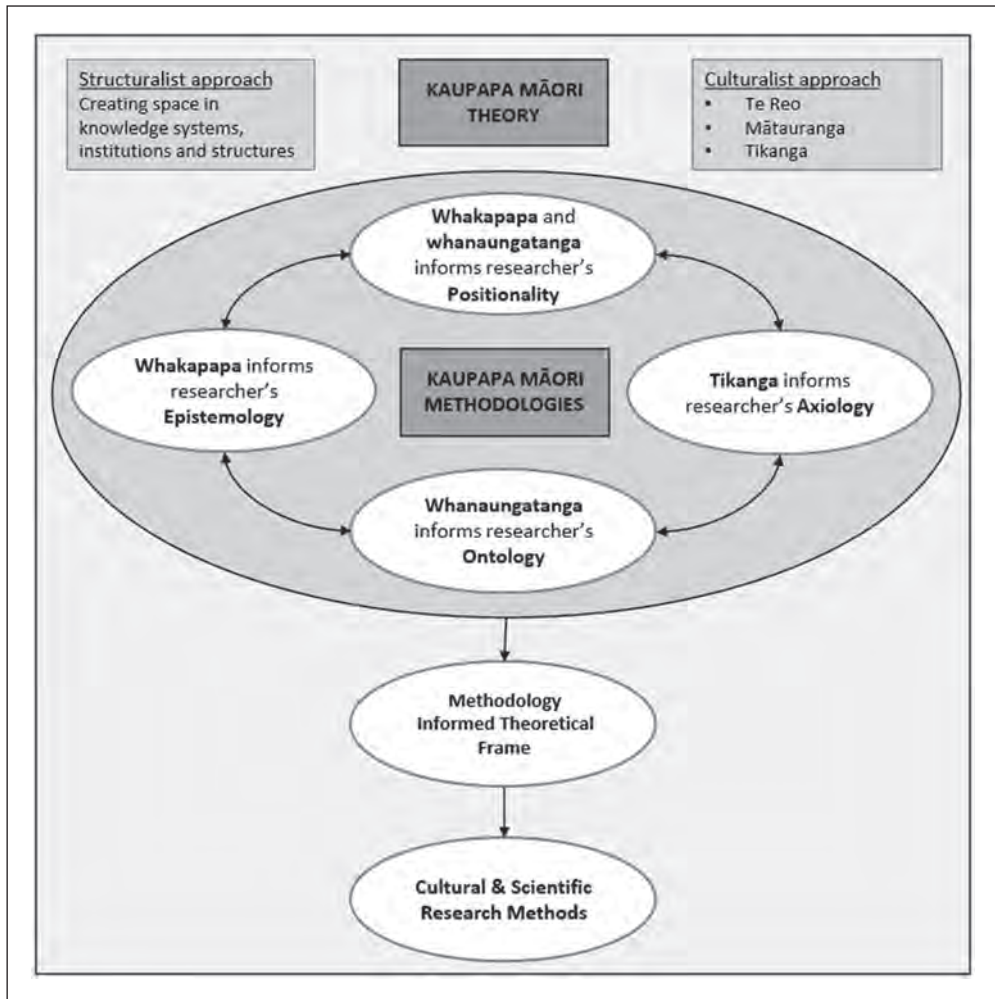 Structuralist approach
Creating space in
knowledge systems,
institutions and structures
KAUPAPA MĀORI
THEORY
Culturalist approach
• Te Reo
• Mātauranga
• Tikanga
Whakapapa and
whanaungatanga
informs researcher's
Positionality
Whakapapa informs
researcher's
Epistemology
KAUPAPA MĀORI
METHODOLOGIES
Tikanga informs
researcher's Axiology
Whanaungatanga
informs researcher's
Ontology
Methodology
Informed Theoretical
Frame
Cultural & Scientific
Research Methods